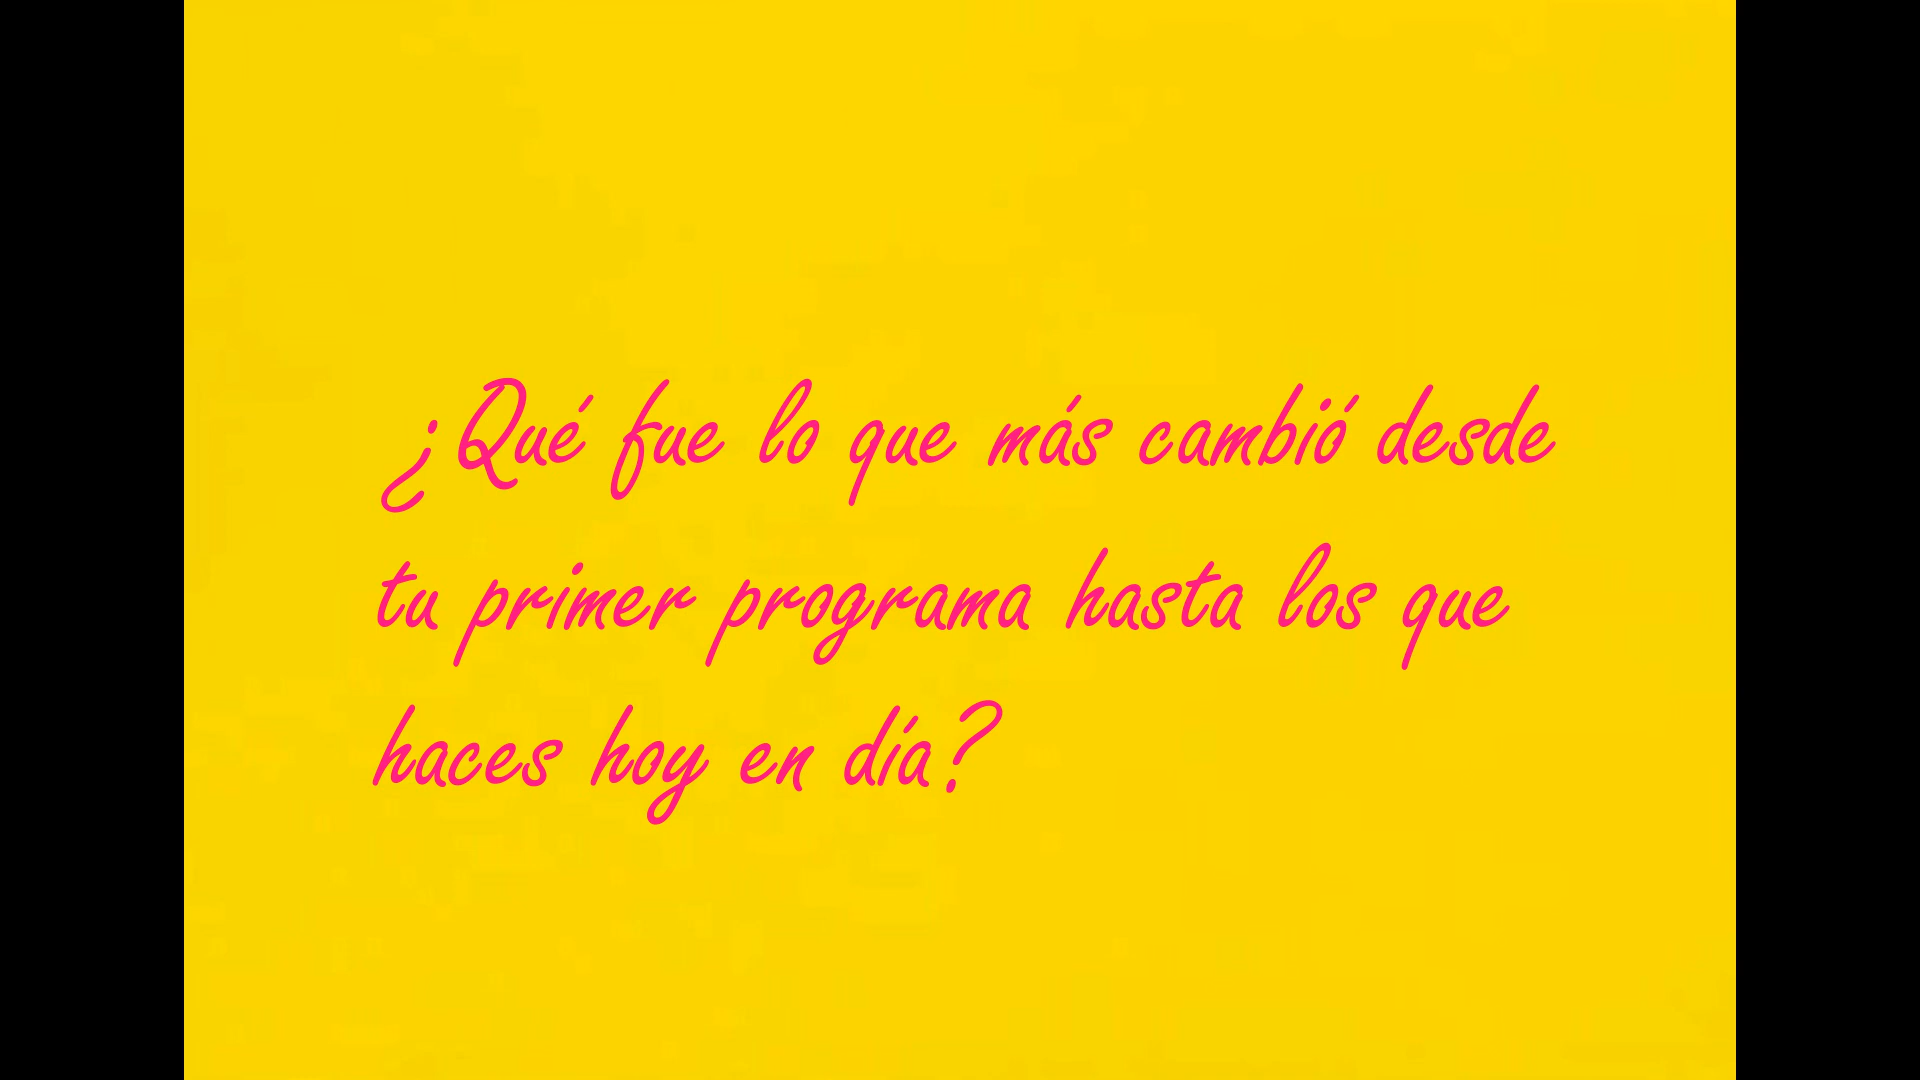 ¿Qué fue lo que más cambió desde
tu primer programa hasta los que
haces hoy en día?